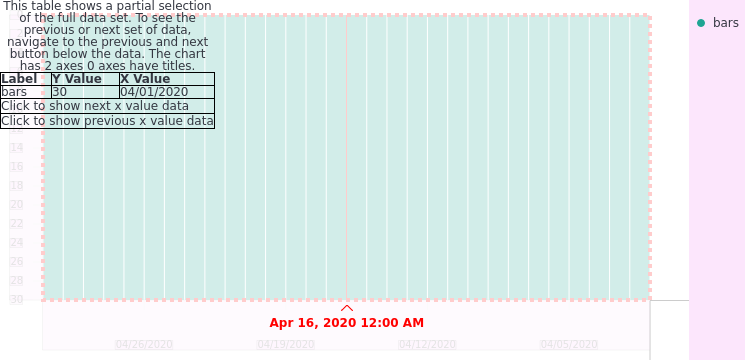 This table shows a partial selection
of the full data set. To see the
previous or next set of data,
navigate to the previous and next
button below the data. The chart
has 2 axes 0 axes have titles.
Label Y Value X Value
bars 30 04/01/2020
Click to show next x value data
Click to show previous x value data
bars
14
16
18
20
22
24
26
28
30
Apr 16, 2020 12:00 AM
04/26/2020 04/19/2020 04/12/2020 04/05/2020